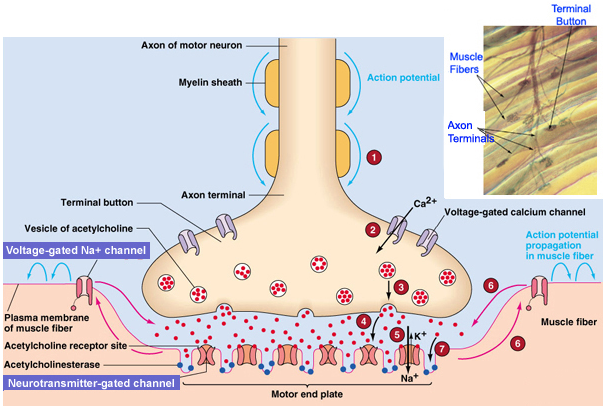 Axon of motor neuron
Myelin sheath
Action potential
1
Axon terminal
Terminal button
Vesicle of acetylcholine
Voltage-gated Na+ channel
Ca2+
2
Voltage-gated calcium channel
Action potential
propagation
in muscle fiber
3
6
Plasma membrane
of muscle fiber
Muscle fiber
4
5
K+
7
6
Acetylcholine receptor site
Acetylcholinesterase
Na+
Neurotransmitter-gated channel
Motor end plate
Terminal
Button
Muscle
Fibers
Axon
Terminals